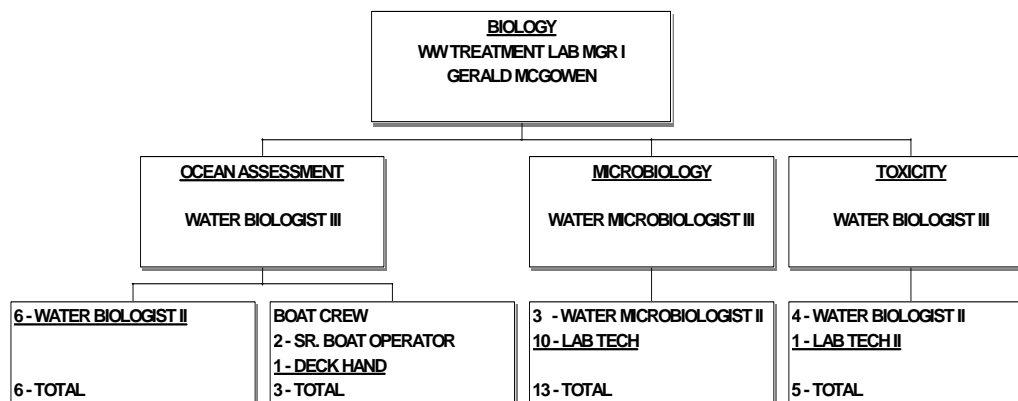 BIOLOGY
WW TREATMENT LAB MGR I
GERALD MCGOWEN
OCEAN ASSESSMENT
WATER BIOLOGIST III
MICROBIOLOGY
WATER MICROBIOLOGIST III
TOXICITY
WATER BIOLOGIST III
6 - WATER BIOLOGIST II
6 - TOTAL
BOAT CREW
2 - SR. BOAT OPERATOR
1 - DECK HAND
3 - TOTAL
3 - WATER MICROBIOLOGIST II
10 - LAB TECH
13 - TOTAL
4 - WATER BIOLOGIST II
1 - LAB TECH II
5 - TOTAL